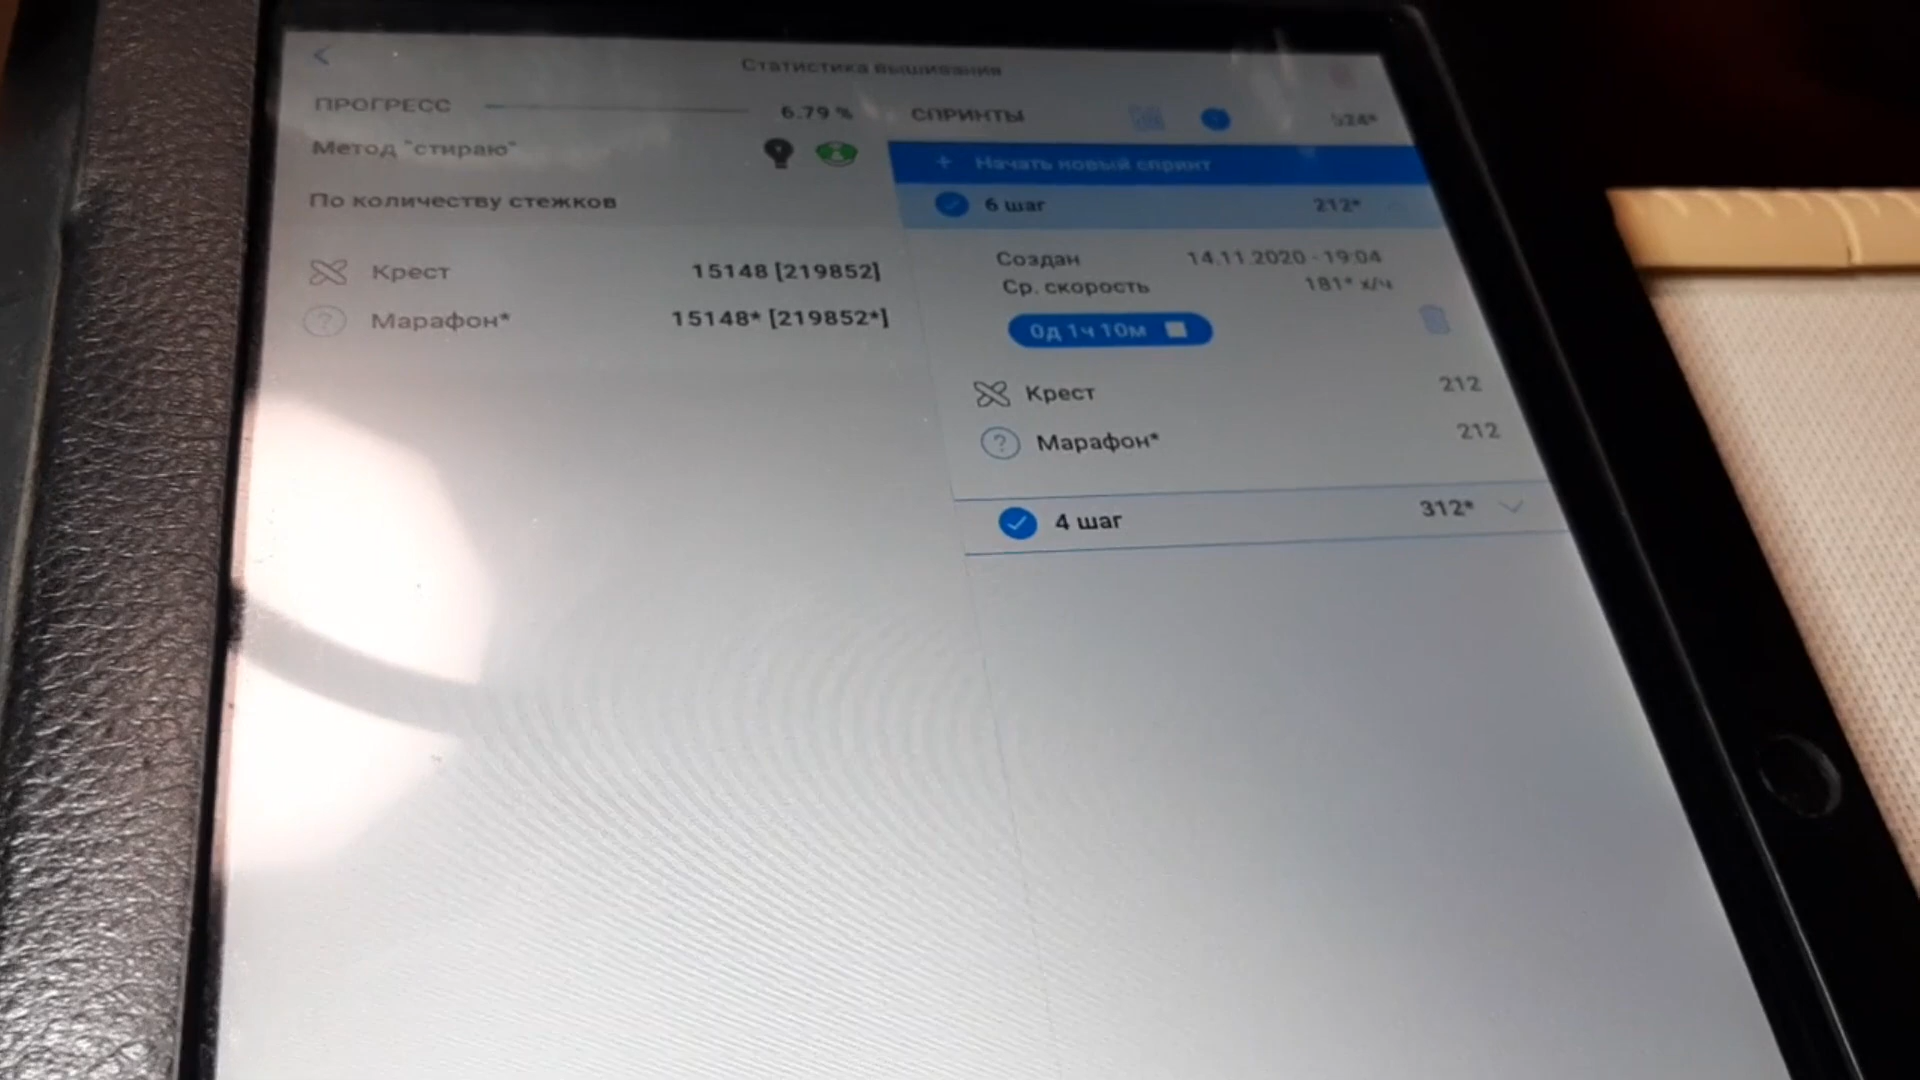 Статистика вышивания
ПРОГРЕСС 6.79 %
Метод "стираю"
По количеству стежков
Крест 15148 [219852]
Марафон* 15148* [219852*]
СПРИНТЫ 524*
+ Начать новый спринт
6 шаг 212*
Создан 14.11.2020 - 19:04
Ср. скорость 181* х/ч
0д 1ч 10м
Крест 212
Марафон* 212
4 шаг 312*